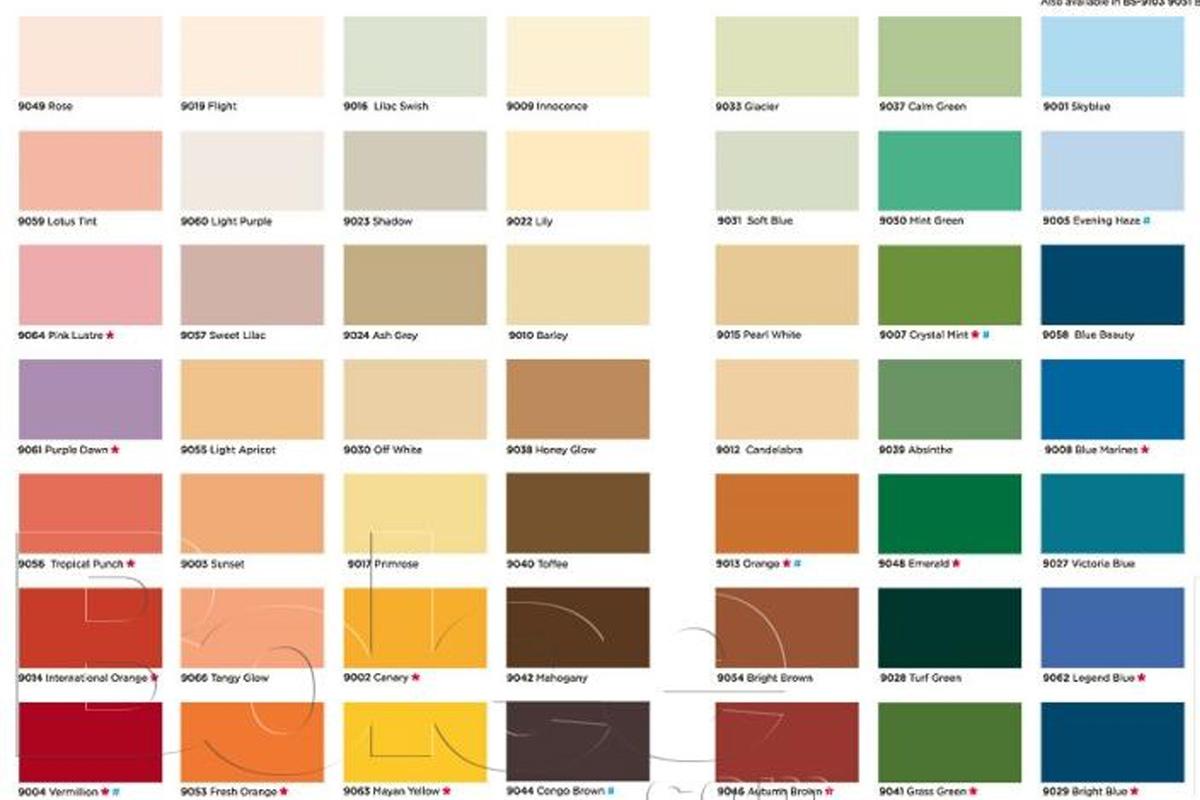 Also available in BS-9103 9051
9049 Rose
9019 Flight
9016 Lilac Swish
9009 Innocence
9033 Glacier
9037 Calm Green
9001 Skyblue
9059 Lotus Tint
9060 Light Purple
9023 Shadow
9022 Lily
9031 Soft Blue
9050 Mint Green
9005 Evening Haze #
9064 Pink Lustre ★
9057 Sweet Lilac
9024 Ash Grey
9010 Barley
9015 Pearl White
9007 Crystal Mint ★ #
9058 Blue Beauty
9061 Purple Dawn ★
9055 Light Apricot
9030 Off White
9038 Honey Glow
9012 Candelabra
9039 Absinthe
9008 Blue Marines ★
9056 Tropical Punch ★
9003 Sunset
9017 Primrose
9040 Toffee
9013 Orange ★ #
9048 Emerald ★
9027 Victoria Blue
9014 International Orange ★
9066 Tangy Glow
9002 Canary ★
9042 Mahogany
9054 Bright Brown
9028 Turf Green
9062 Legend Blue ★
9004 Vermillion ★ #
9053 Fresh Orange ★
9063 Mayan Yellow ★
9044 Congo Brown #
9046 Autumn Brown ★
9041 Grass Green ★
9029 Bright Blue ★